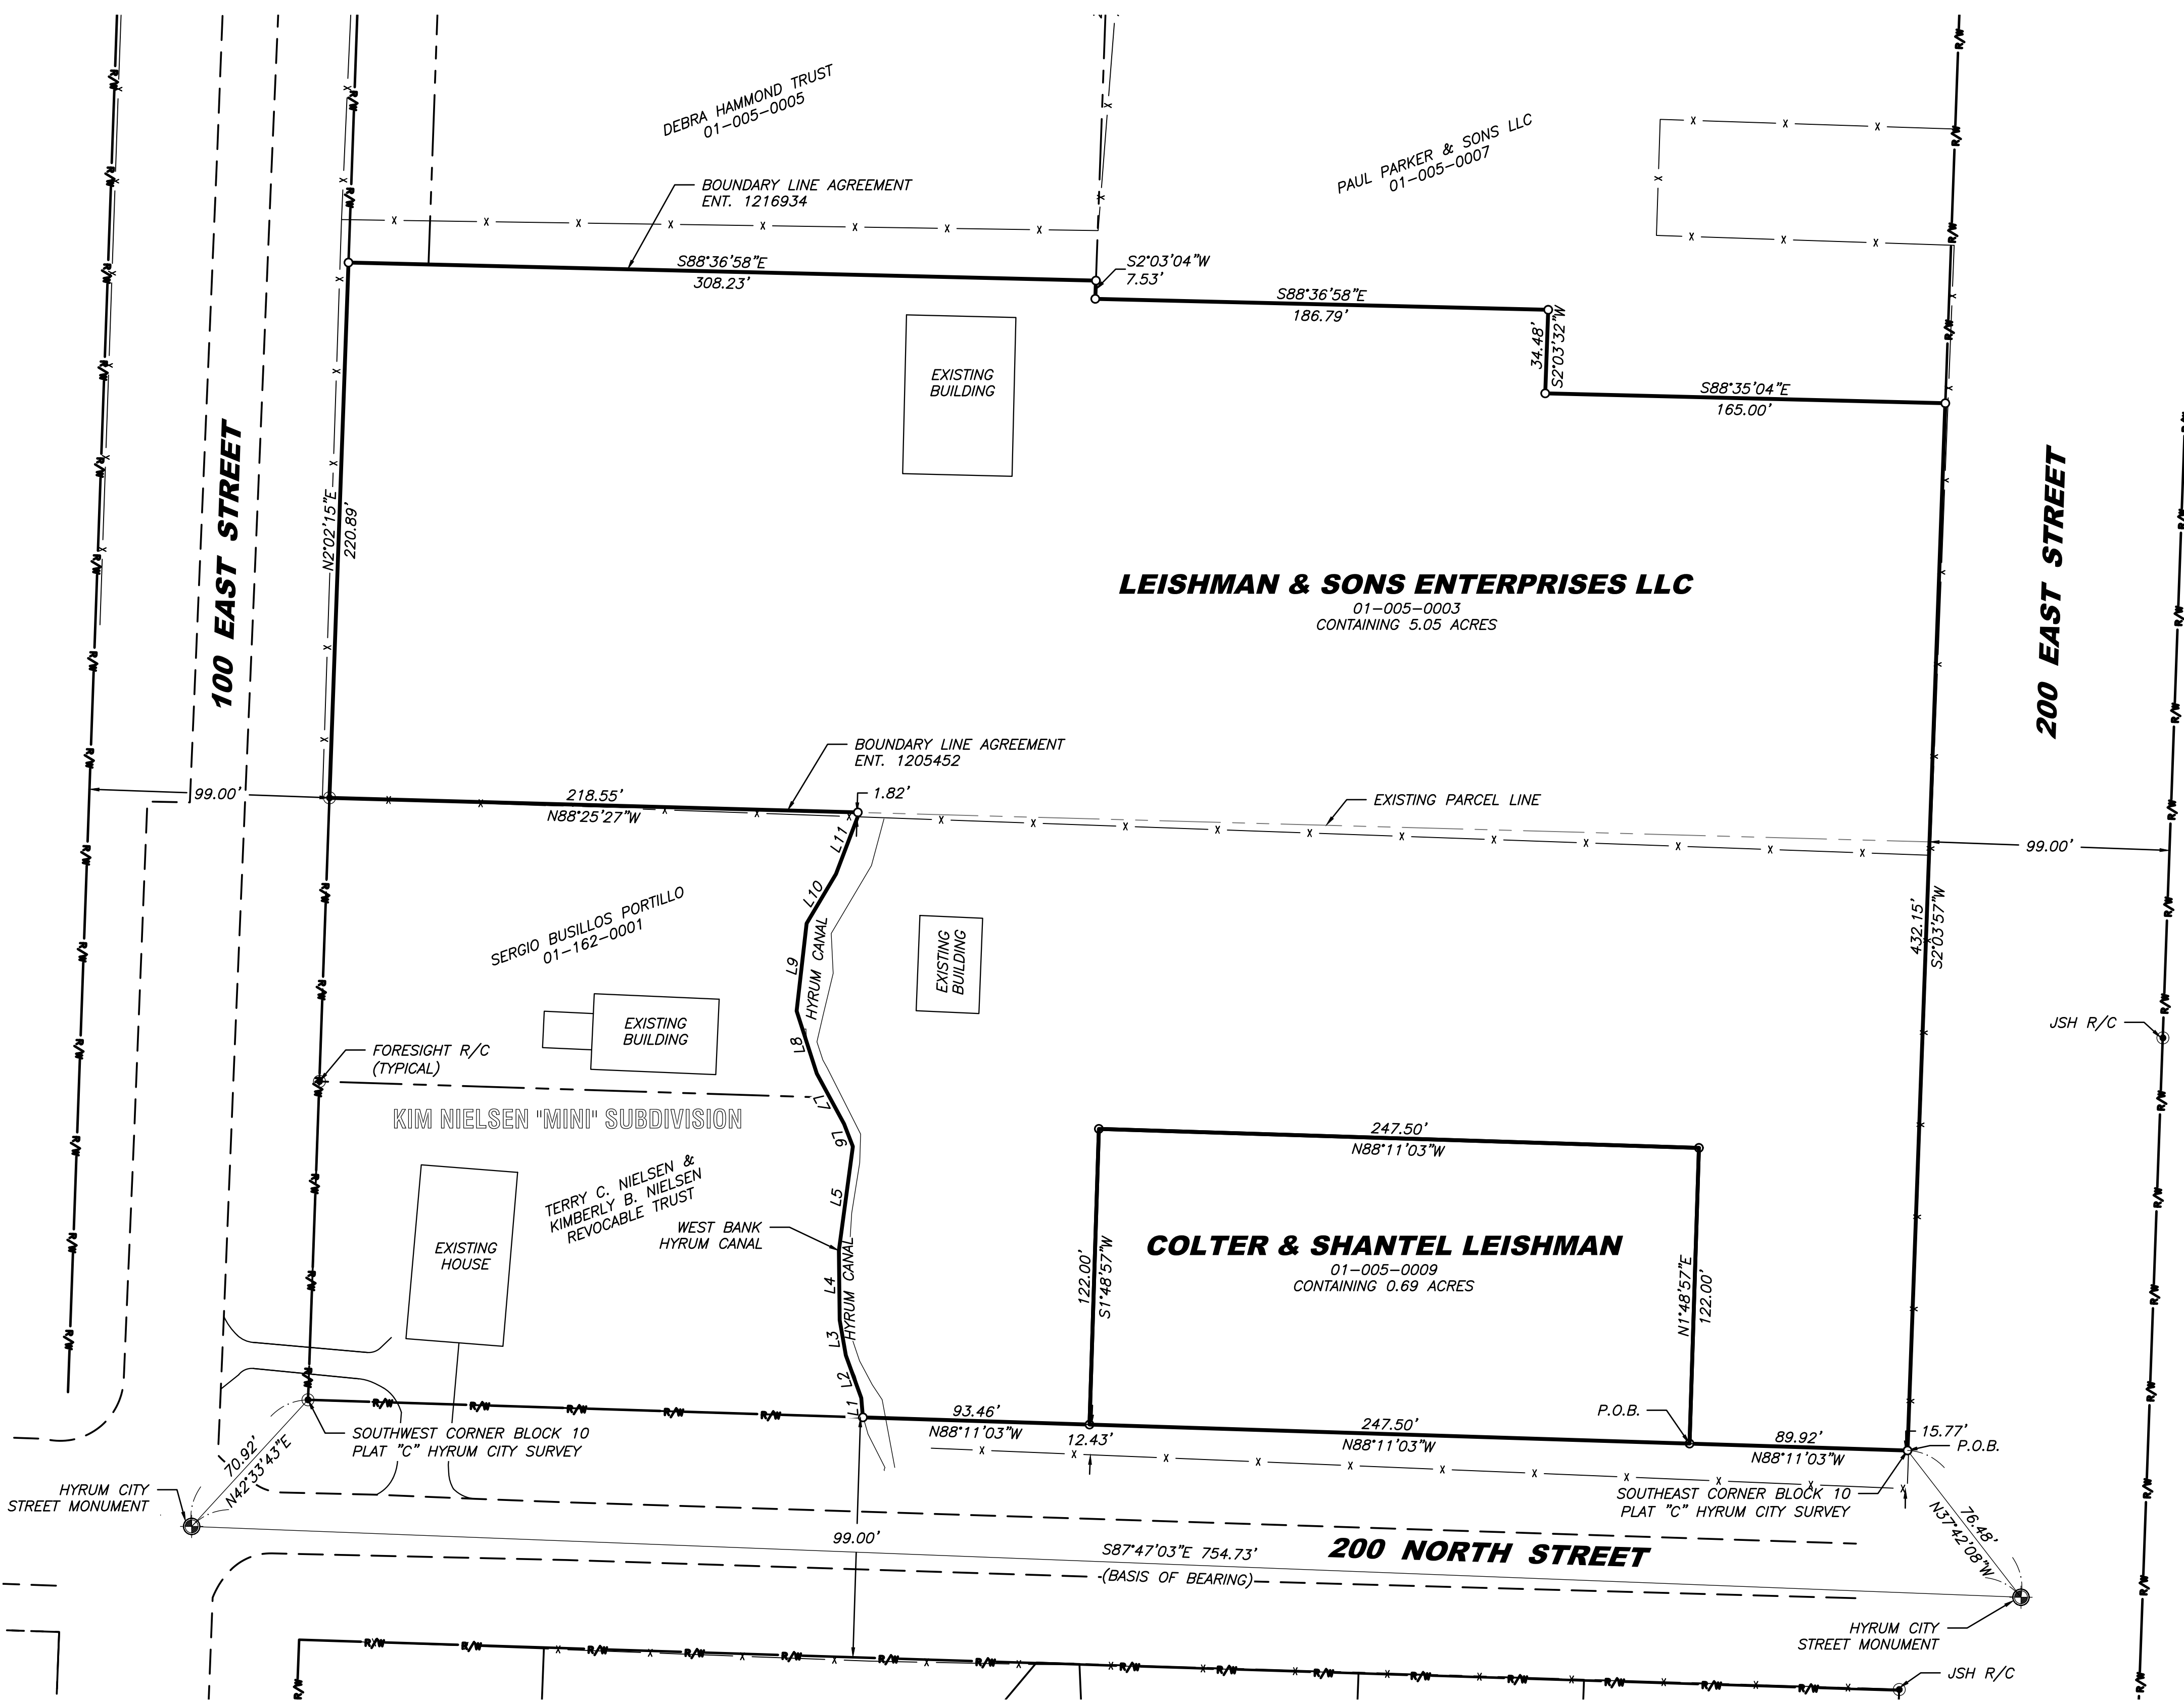 DEBRA HAMMOND TRUST
01-005-0005
PAUL PARKER & SONS LLC
01-005-0007
BOUNDARY LINE AGREEMENT
ENT. 1216934
S88°36'58"E
308.23'
S2°03'04"W
7.53'
S88°36'58"E
186.79'
34.48'
S2°03'32"W
S88°35'04"E
165.00'
EXISTING
BUILDING
100 EAST STREET
N2°02'15"E
220.89'
200 EAST STREET
LEISHMAN & SONS ENTERPRISES LLC
01-005-0003
CONTAINING 5.05 ACRES
BOUNDARY LINE AGREEMENT
ENT. 1205452
99.00'
218.55'
N88°25'27"W
1.82'
EXISTING PARCEL LINE
99.00'
L11
L10
L9
L8
L7
L6
L5
L4
L3
L2
L1
HYRUM CANAL
SERGIO BUSILLOS PORTILLO
01-162-0001
EXISTING
BUILDING
EXISTING
BUILDING
432.15'
S2°03'57"W
JSH R/C
FORESIGHT R/C
(TYPICAL)
KIM NIELSEN "MINI" SUBDIVISION
TERRY C. NIELSEN &
KIMBERLY B. NIELSEN
REVOCABLE TRUST
WEST BANK
HYRUM CANAL
EXISTING
HOUSE
HYRUM CANAL
247.50'
N88°11'03"W
122.00'
S1°48'57"W
COLTER & SHANTEL LEISHMAN
01-005-0009
CONTAINING 0.69 ACRES
N1°48'57"E
122.00'
P.O.B.
93.46'
N88°11'03"W
12.43'
247.50'
N88°11'03"W
89.92'
N88°11'03"W
15.77'
P.O.B.
SOUTHWEST CORNER BLOCK 10
PLAT "C" HYRUM CITY SURVEY
70.92'
N42°33'43"E
HYRUM CITY
STREET MONUMENT
SOUTHEAST CORNER BLOCK 10
PLAT "C" HYRUM CITY SURVEY
76.48'
N37°42'08"W
99.00'
S87°47'03"E 754.73'
(BASIS OF BEARING)
200 NORTH STREET
HYRUM CITY
STREET MONUMENT
JSH R/C
R/W